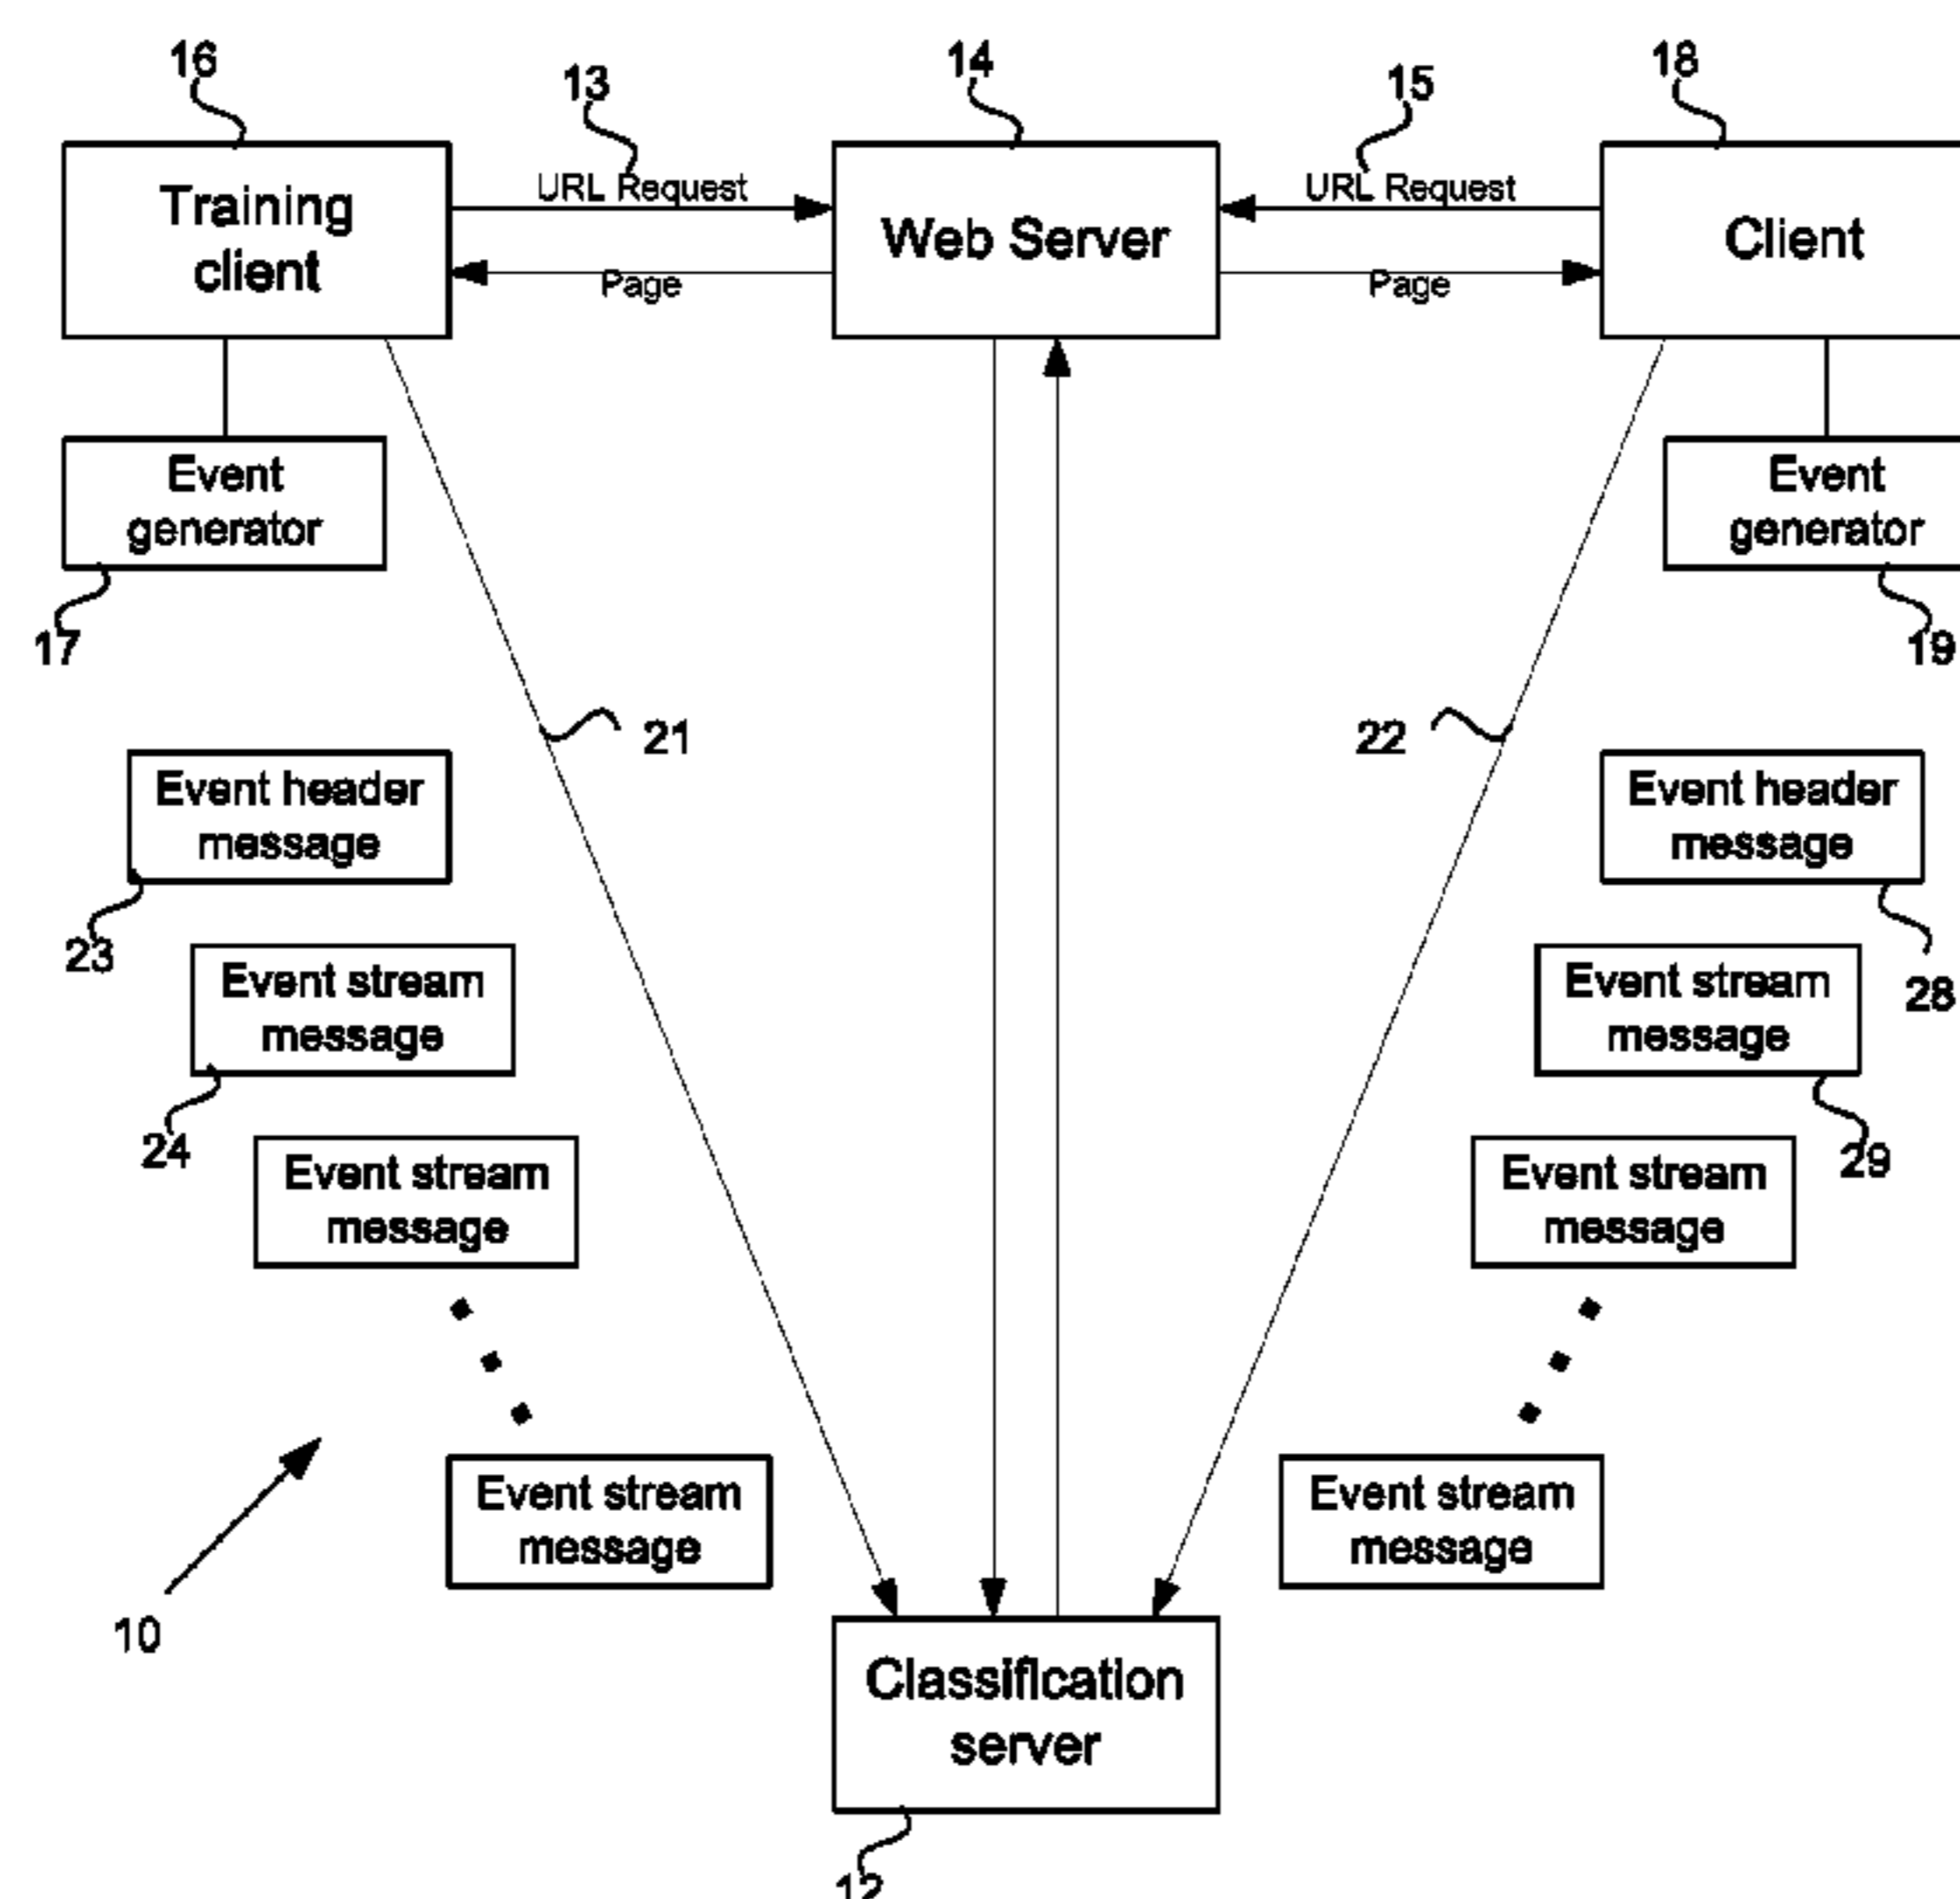 16
13
14
15
18
Training
client
URL Request
Page
Web Server
URL Request
Page
Client
Event
generator
17
Event
generator
19
21
22
Event header
message
23
Event header
message
28
Event stream
message
24
Event stream
message
29
Event stream
message
Event stream
message
Event stream
message
Event stream
message
10
Classification
server
12